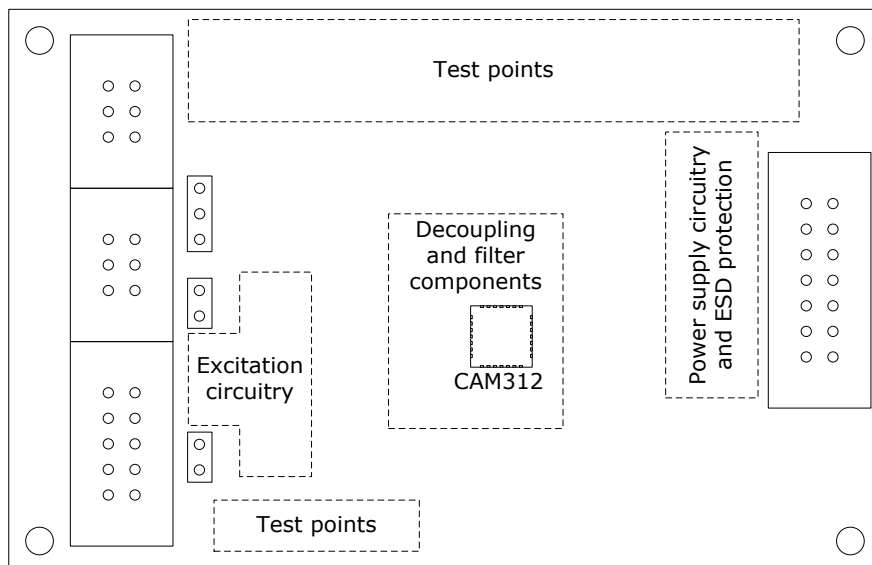 Test points
Power supply circuitry
and ESD protection
Decoupling
and filter
components
CAM312
Excitation
circuitry
Test points